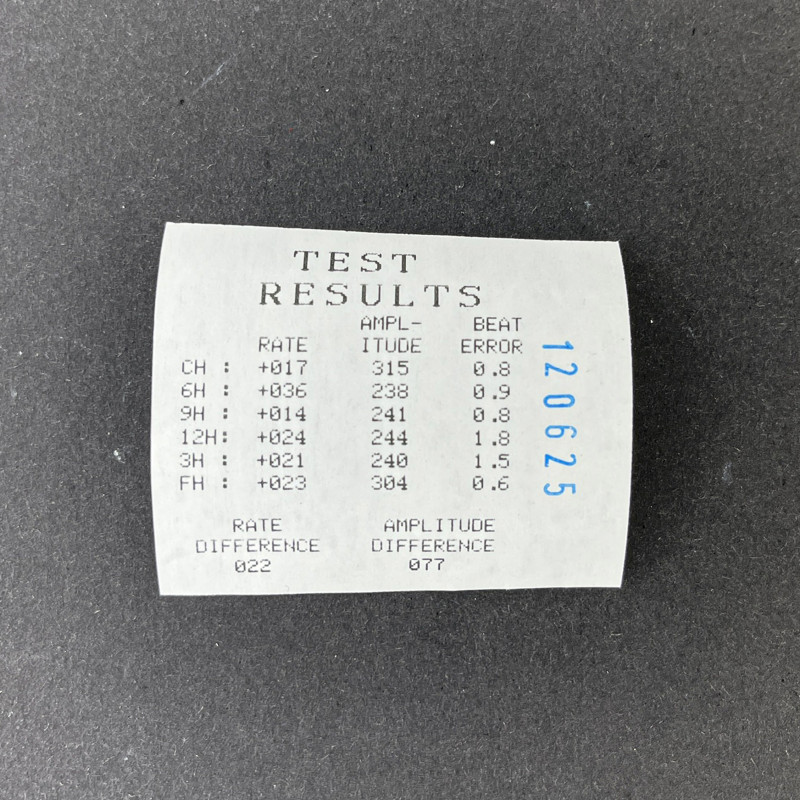 TEST
RESULTS
AMPL- BEAT
RATE ITUDE ERROR
CH : +017 315 0.8
6H : +036 238 0.9
9H : +014 241 0.8
12H: +024 244 1.8
3H : +021 240 1.5
FH : +023 304 0.6
RATE AMPLITUDE
DIFFERENCE DIFFERENCE
022 077
120625